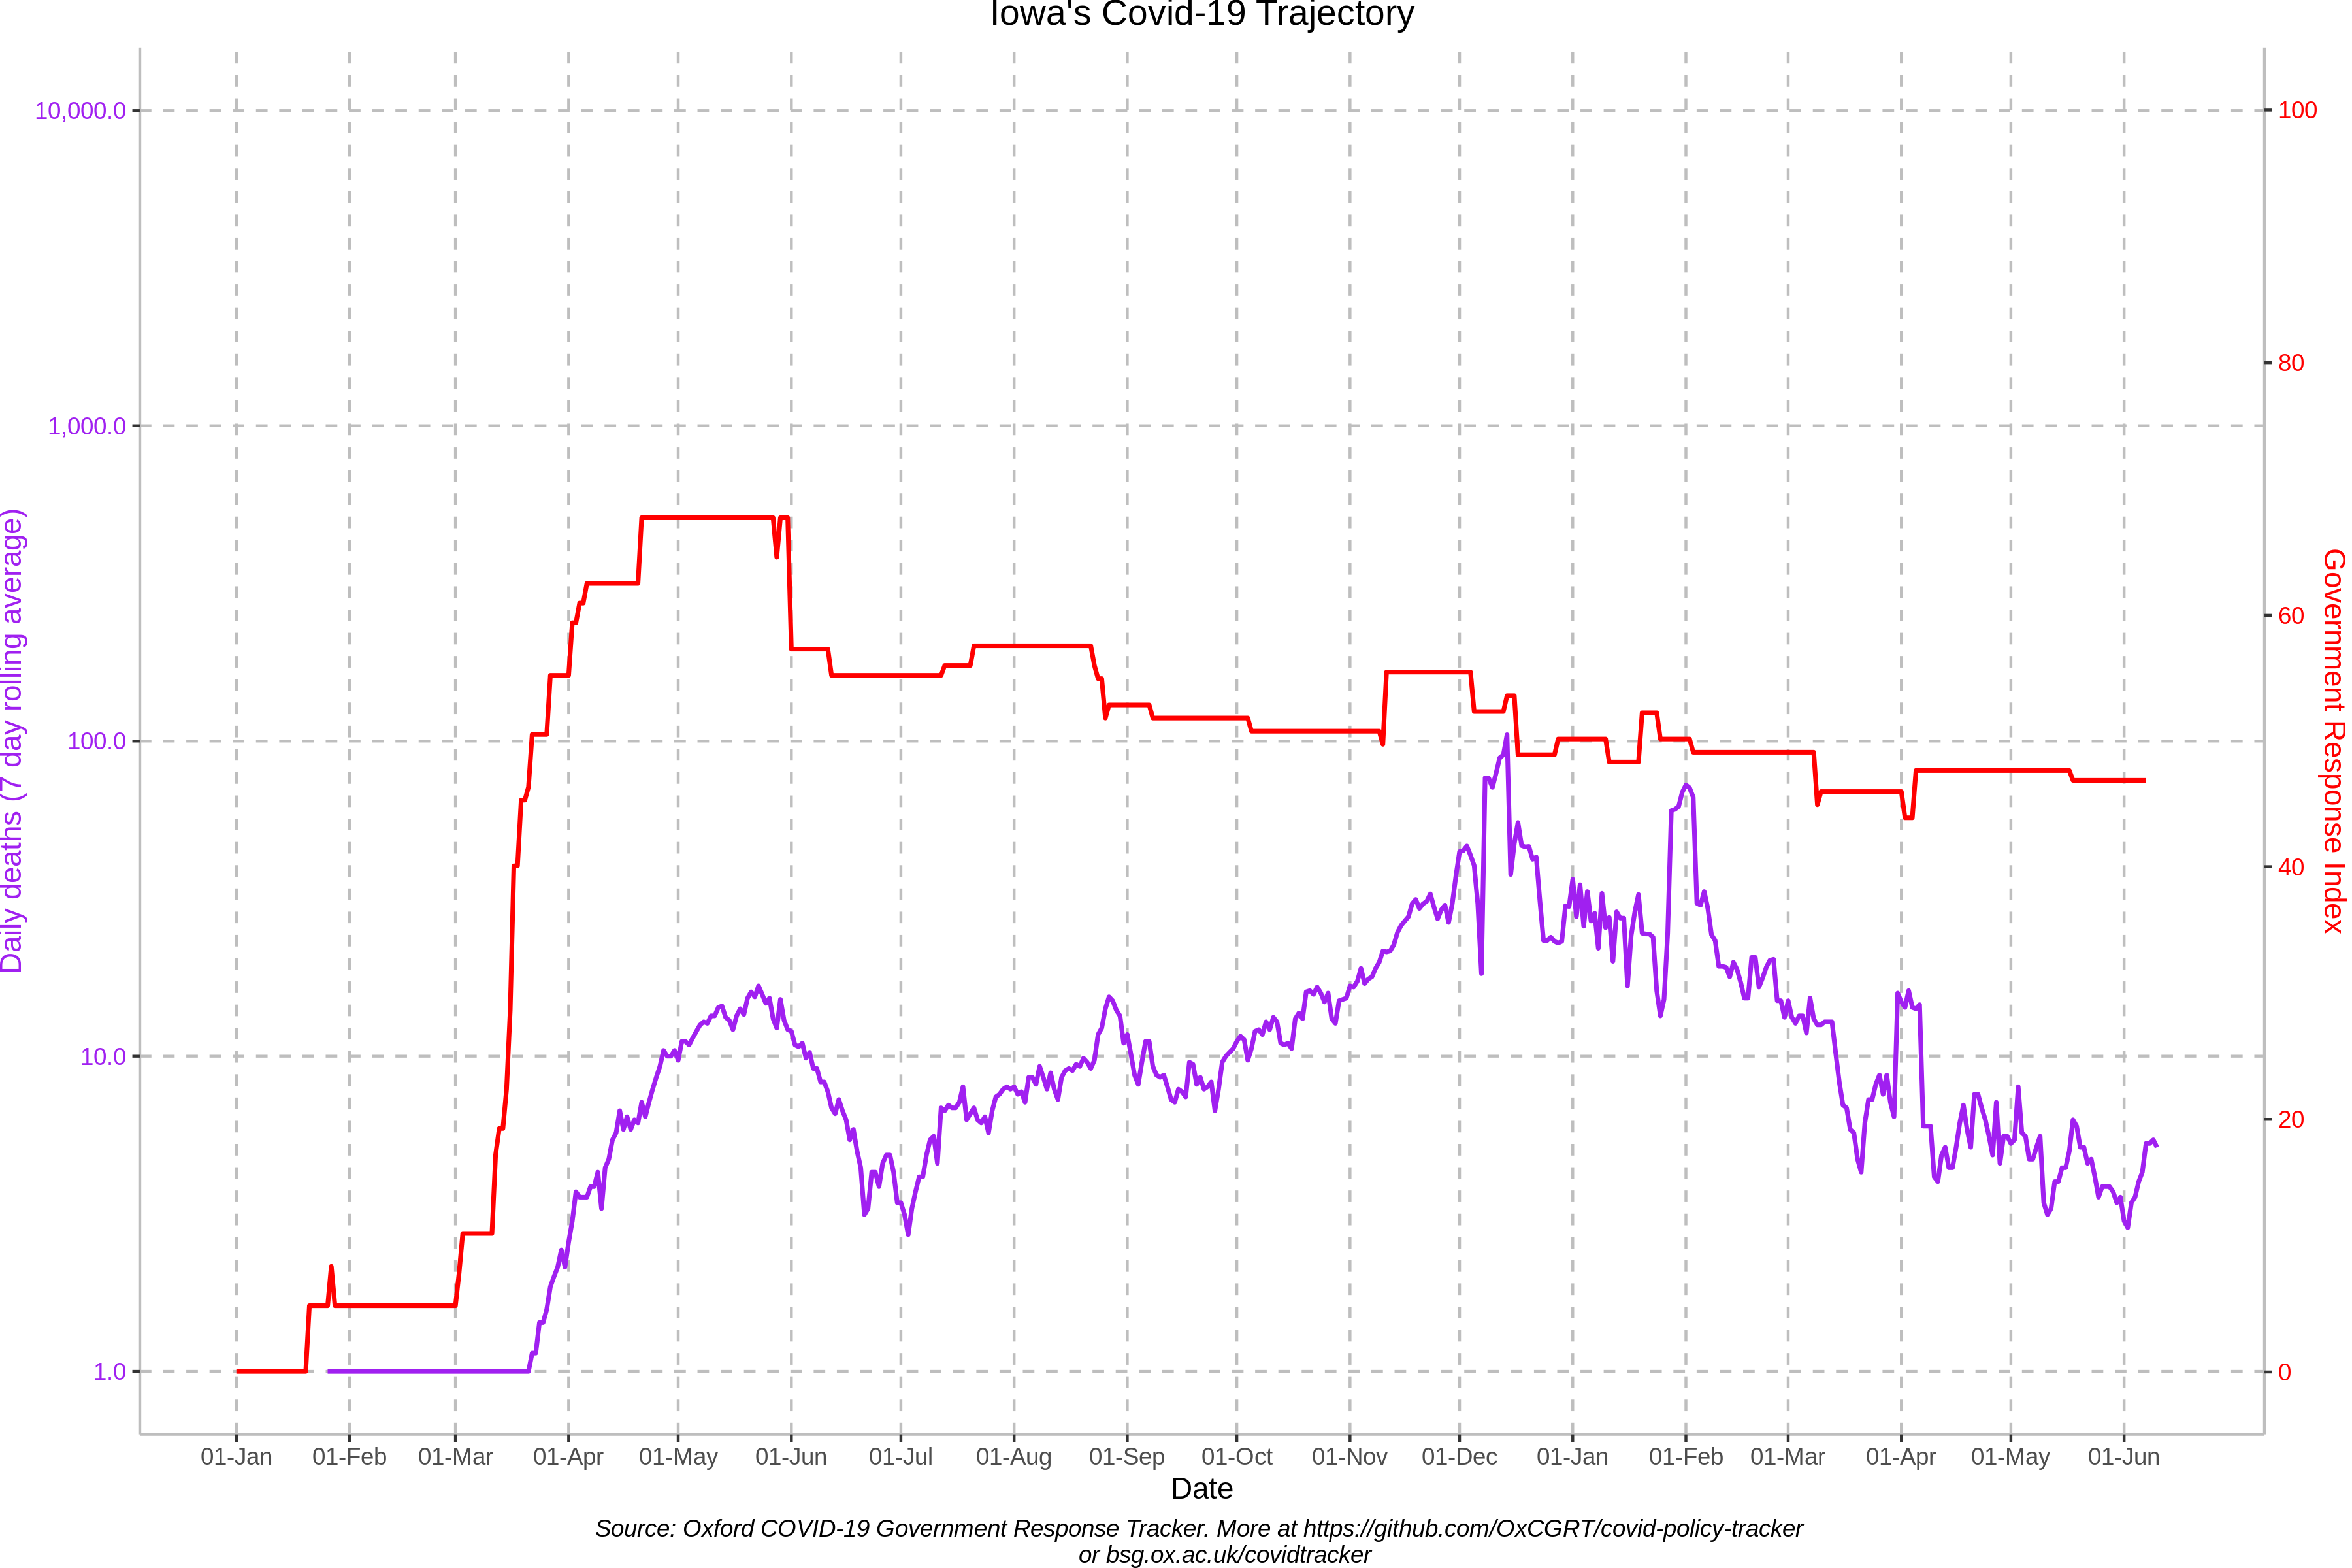 Iowa's Covid-19 Trajectory
10,000.0
1,000.0
100.0
10.0
1.0
Daily deaths (7 day rolling average)
100
80
60
40
20
0
Government Response Index
01-Jan 01-Feb 01-Mar 01-Apr 01-May 01-Jun 01-Jul 01-Aug 01-Sep 01-Oct 01-Nov 01-Dec 01-Jan 01-Feb 01-Mar 01-Apr 01-May 01-Jun
Date
Source: Oxford COVID-19 Government Response Tracker. More at https://github.com/OxCGRT/covid-policy-tracker
or bsg.ox.ac.uk/covidtracker